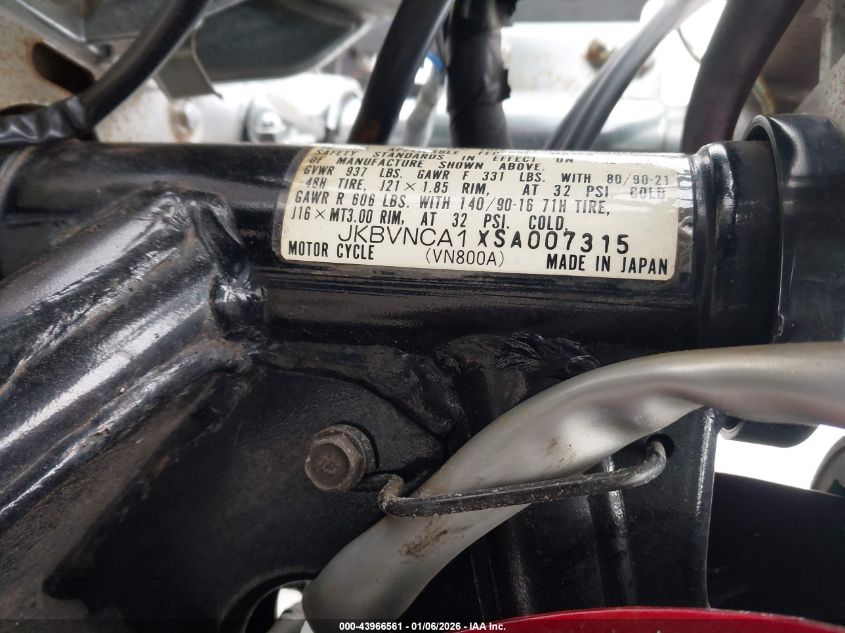 SAFETY STANDARDS IN EFFECT ON
OF MANUFACTURE SHOWN ABOVE.
GVWR 937 LBS. GAWR F 331 LBS. WITH 80/90-21
48H TIRE, J21 × 1.85 RIM, AT 32 PSI. COLD,
GAWR R 606 LBS. WITH 140/90-16 71H TIRE,
J16 × MT3.00 RIM, AT 32 PSI. COLD,
JKBVNCA1XSA007315
MOTOR CYCLE (VN800A) MADE IN JAPAN
000-43966561 - 01/06/2026 - IAA Inc.